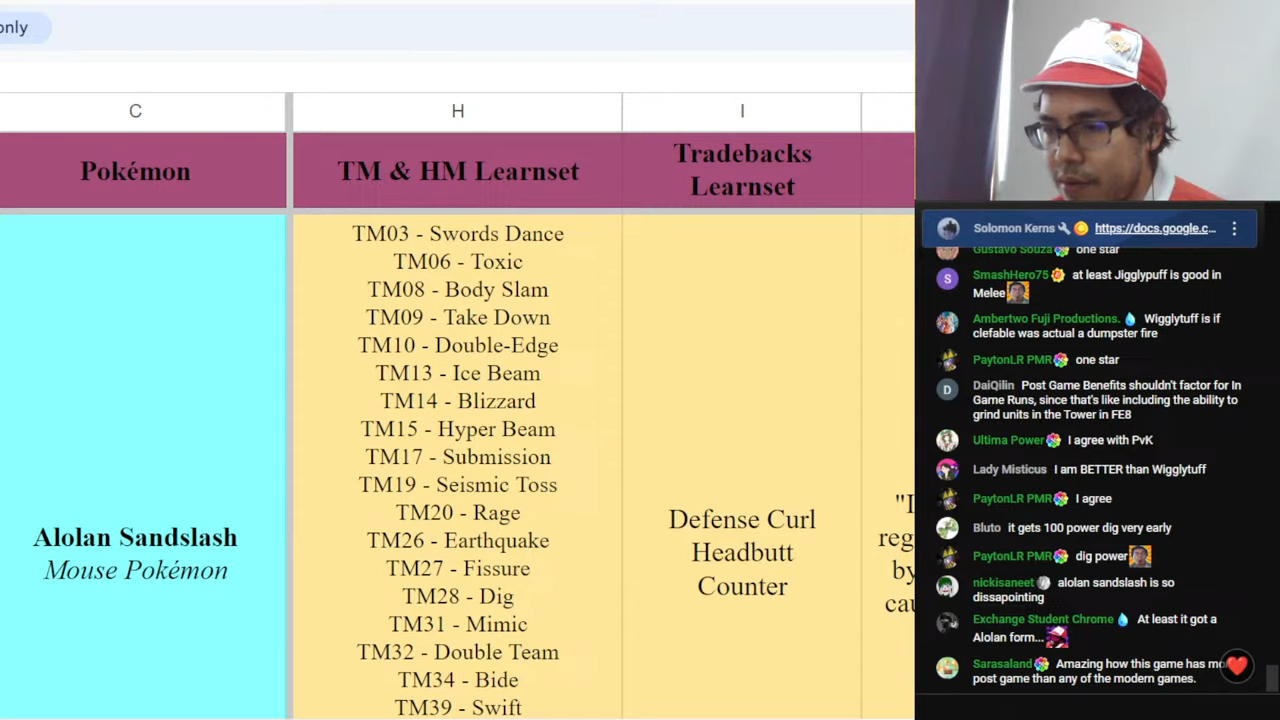 only
C
H
I
Pokémon
TM & HM Learnset
Tradebacks
Learnset
TM03 - Swords Dance
TM06 - Toxic
TM08 - Body Slam
TM09 - Take Down
TM10 - Double-Edge
TM13 - Ice Beam
TM14 - Blizzard
TM15 - Hyper Beam
TM17 - Submission
TM19 - Seismic Toss
TM20 - Rage
TM26 - Earthquake
TM27 - Fissure
TM28 - Dig
TM31 - Mimic
TM32 - Double Team
TM34 - Bide
TM39 - Swift
Alolan Sandslash
Mouse Pokémon
Defense Curl
Headbutt
Counter
"I
reg
by
cau
Solomon Kerns https://docs.google.c...
Gustavo Souza one star
S
SmashHero75 at least Jigglypuff is good in
Melee
Ambertwo Fuji Productions. Wigglytuff is if
clefable was actual a dumpster fire
PaytonLR PMR one star
D
DaiQilin Post Game Benefits shouldn't factor for In
Game Runs, since that's like including the ability to
grind units in the Tower in FE8
Ultima Power I agree with PvK
Lady Misticus I am BETTER than Wigglytuff
PaytonLR PMR I agree
Bluto it gets 100 power dig very early
PaytonLR PMR dig power
nickisaneet alolan sandslash is so
dissapointing
Exchange Student Chrome At least it got a
Alolan form...
Sarasaland Amazing how this game has mo
post game than any of the modern games.